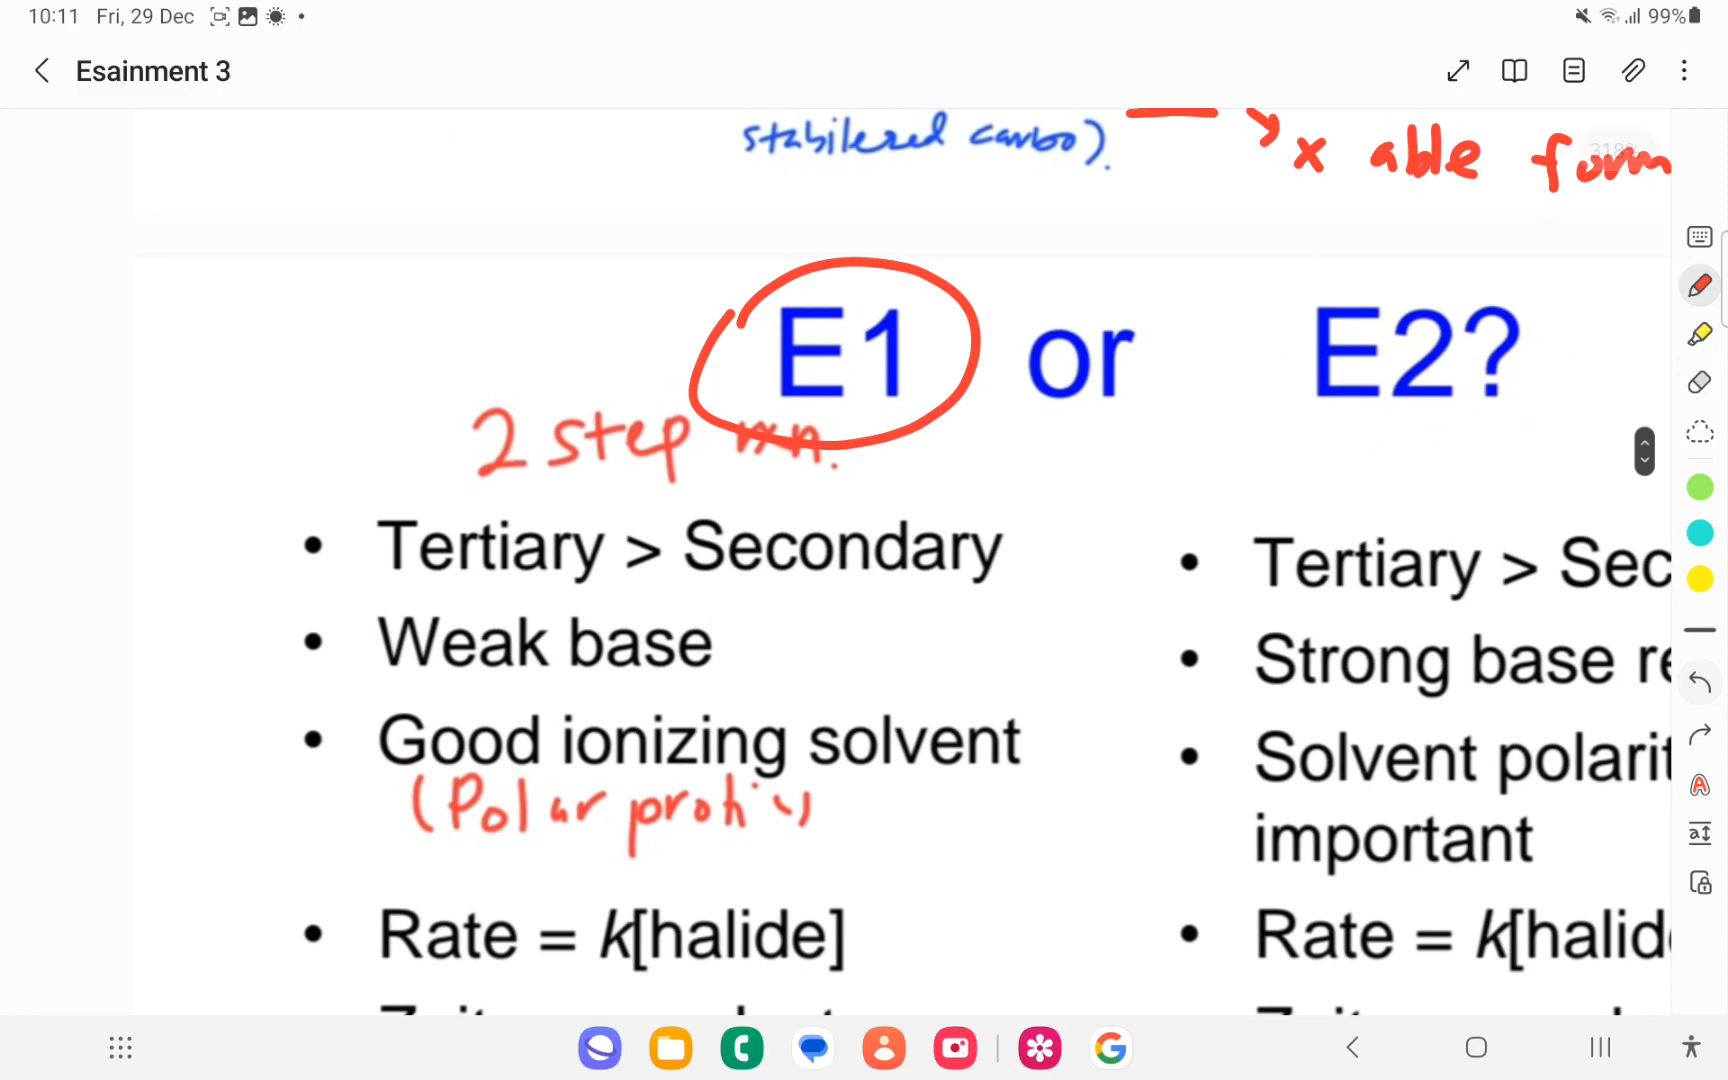 10:11 Fri, 29 Dec 99%
Esainment 3
stabilered carbo).
x able form
318%
E1 or E2?
2 step rxn.
• Tertiary > Secondary
• Weak base
• Good ionizing solvent
(Polar protic)
• Rate = k[halide]
• Tertiary > Sec
• Strong base re
• Solvent polarit
important
• Rate = k[halid